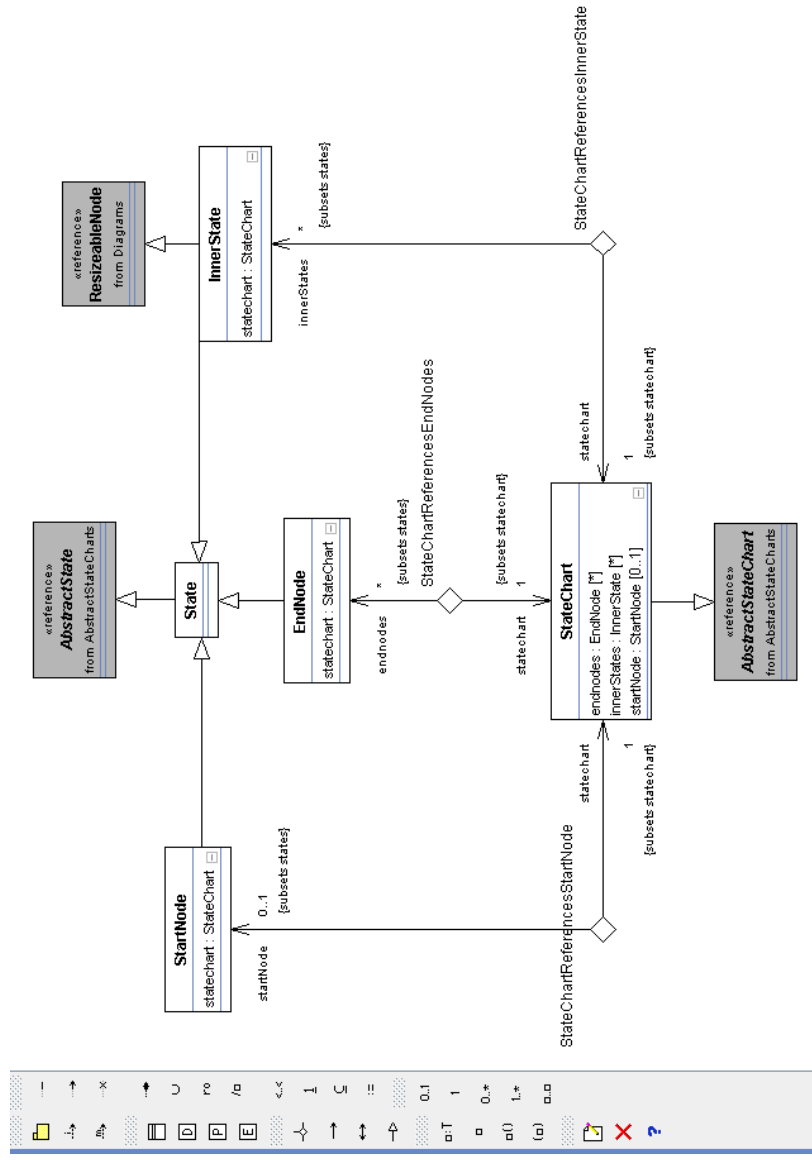 «reference»
AbstractState
from AbstractStateCharts
«reference»
ResizeableNode
from Diagrams
State
StartNode
statechart : StateChart
EndNode
statechart : StateChart
InnerState
statechart : StateChart
startNode
0..1
{subsets states}
endnodes
*
{subsets states}
innerStates
*
{subsets states}
StateChartReferencesEndNodes
statechart
1
{subsets statechart}
StateChart
endnodes : EndNode [*]
innerStates : InnerState [*]
startNode : StartNode [0..1]
StateChartReferencesStartNode
statechart
1
{subsets statechart}
StateChartReferencesInnerState
statechart
1
{subsets statechart}
«reference»
AbstractStateChart
from AbstractStateCharts
D
P
E
ro
0..1
1
0..*
1..*